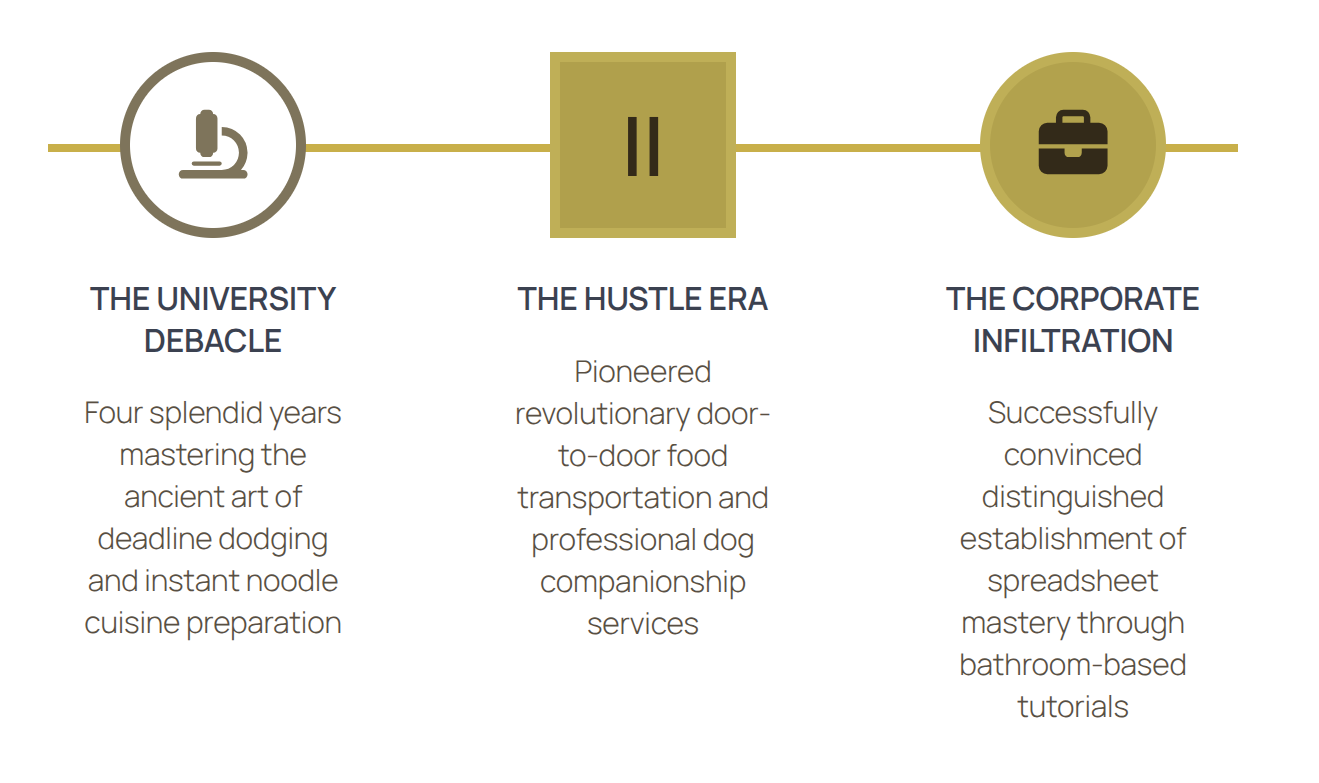 II
THE UNIVERSITY
DEBACLE
Four splendid years
mastering the
ancient art of
deadline dodging
and instant noodle
cuisine preparation
THE HUSTLE ERA
Pioneered
revolutionary door-
to-door food
transportation and
professional dog
companionship
services
THE CORPORATE
INFILTRATION
Successfully
convinced
distinguished
establishment of
spreadsheet
mastery through
bathroom-based
tutorials